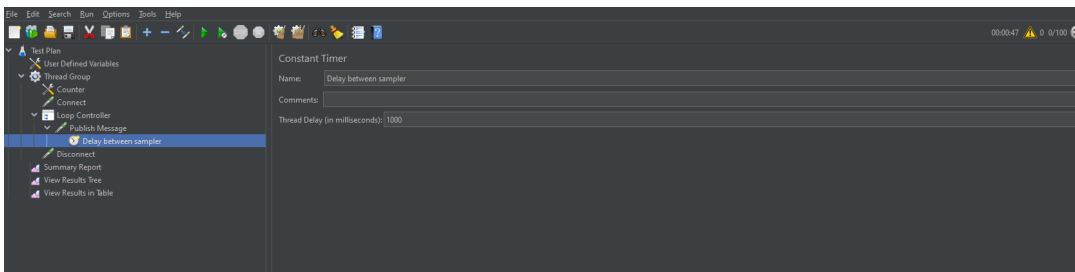 File Edit Search Run Options Tools Help
00:00:47 0 0/100
Test Plan
User Defined Variables
Thread Group
Counter
Connect
Loop Controller
Publish Message
Delay between sampler
Disconnect
Summary Report
View Results Tree
View Results in Table
Constant Timer
Name: Delay between sampler
Comments:
Thread Delay (in milliseconds): 1000